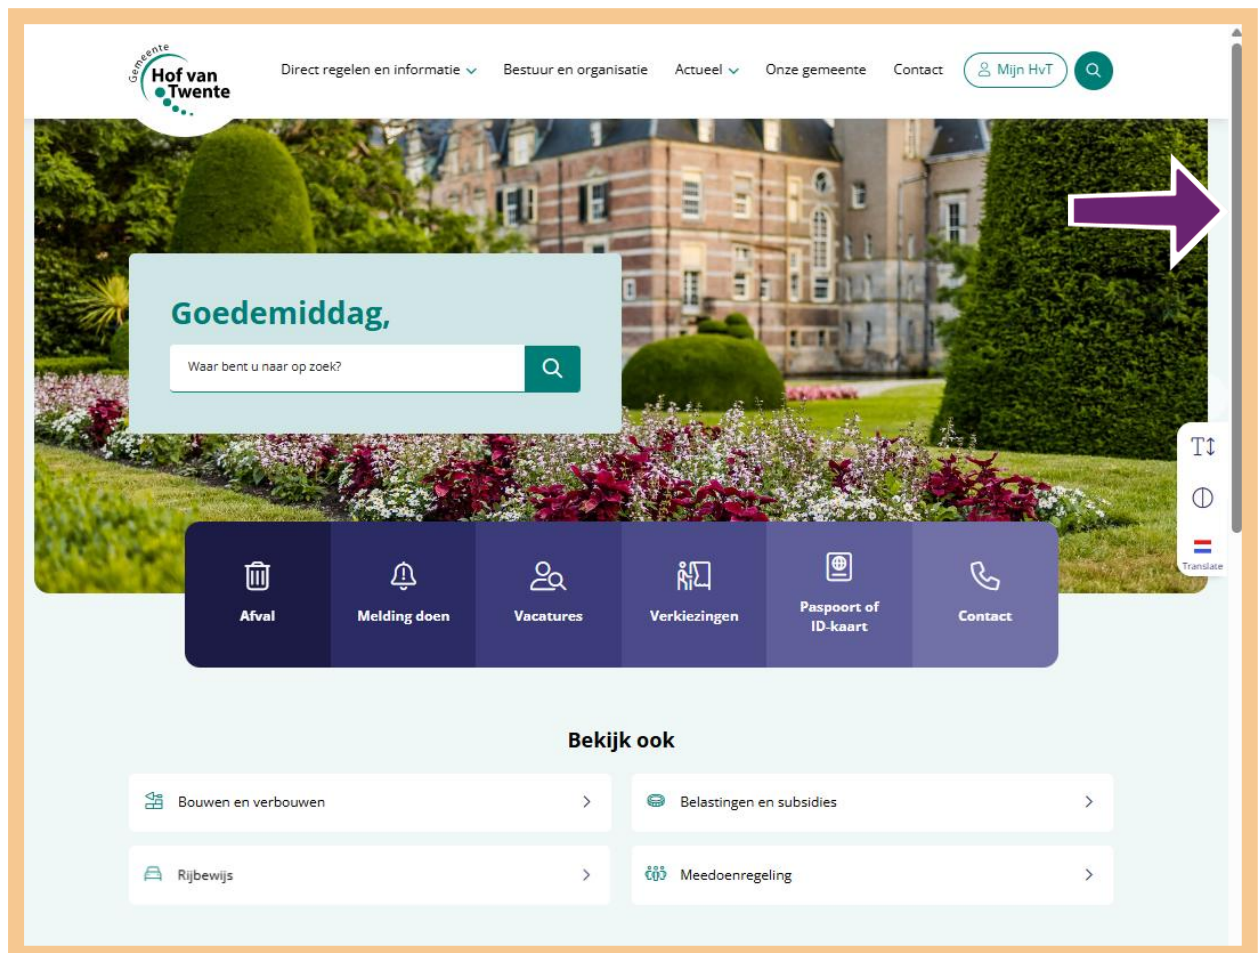 Gemeente
Hof van
Twente
Direct regelen en informatie
Bestuur en organisatie
Actueel
Onze gemeente
Contact
Mijn HvT
Goedemiddag,
Waar bent u naar op zoek?
Translate
Afval
Melding doen
Vacatures
Verkiezingen
Paspoort of
ID-kaart
Contact
Bekijk ook
Bouwen en verbouwen
Belastingen en subsidies
Rijbewijs
Meedoenregeling